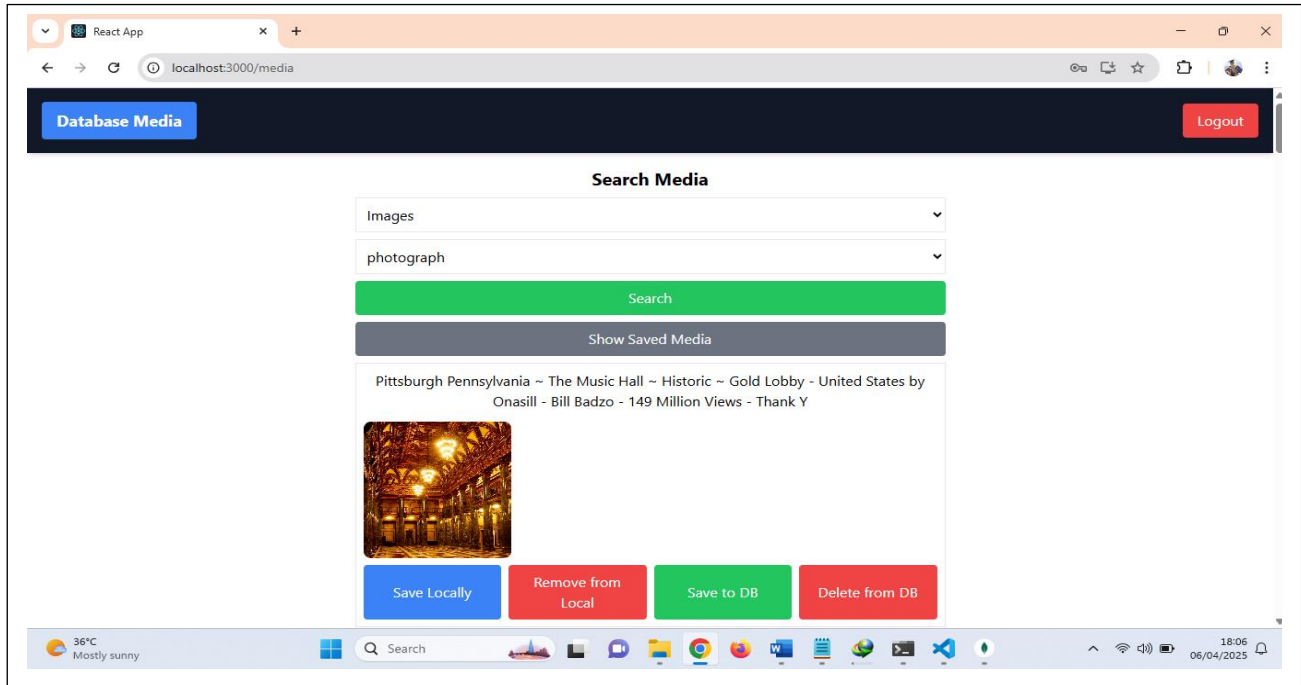 React App
localhost:3000/media
Database Media
Logout
Search Media
Images
photograph
Search
Show Saved Media
Pittsburgh Pennsylvania ~ The Music Hall ~ Historic ~ Gold Lobby - United States by
Onasill - Bill Badzo - 149 Million Views - Thank Y
Save Locally
Remove from
Local
Save to DB
Delete from DB
36°C
Mostly sunny
Search
18:06
06/04/2025